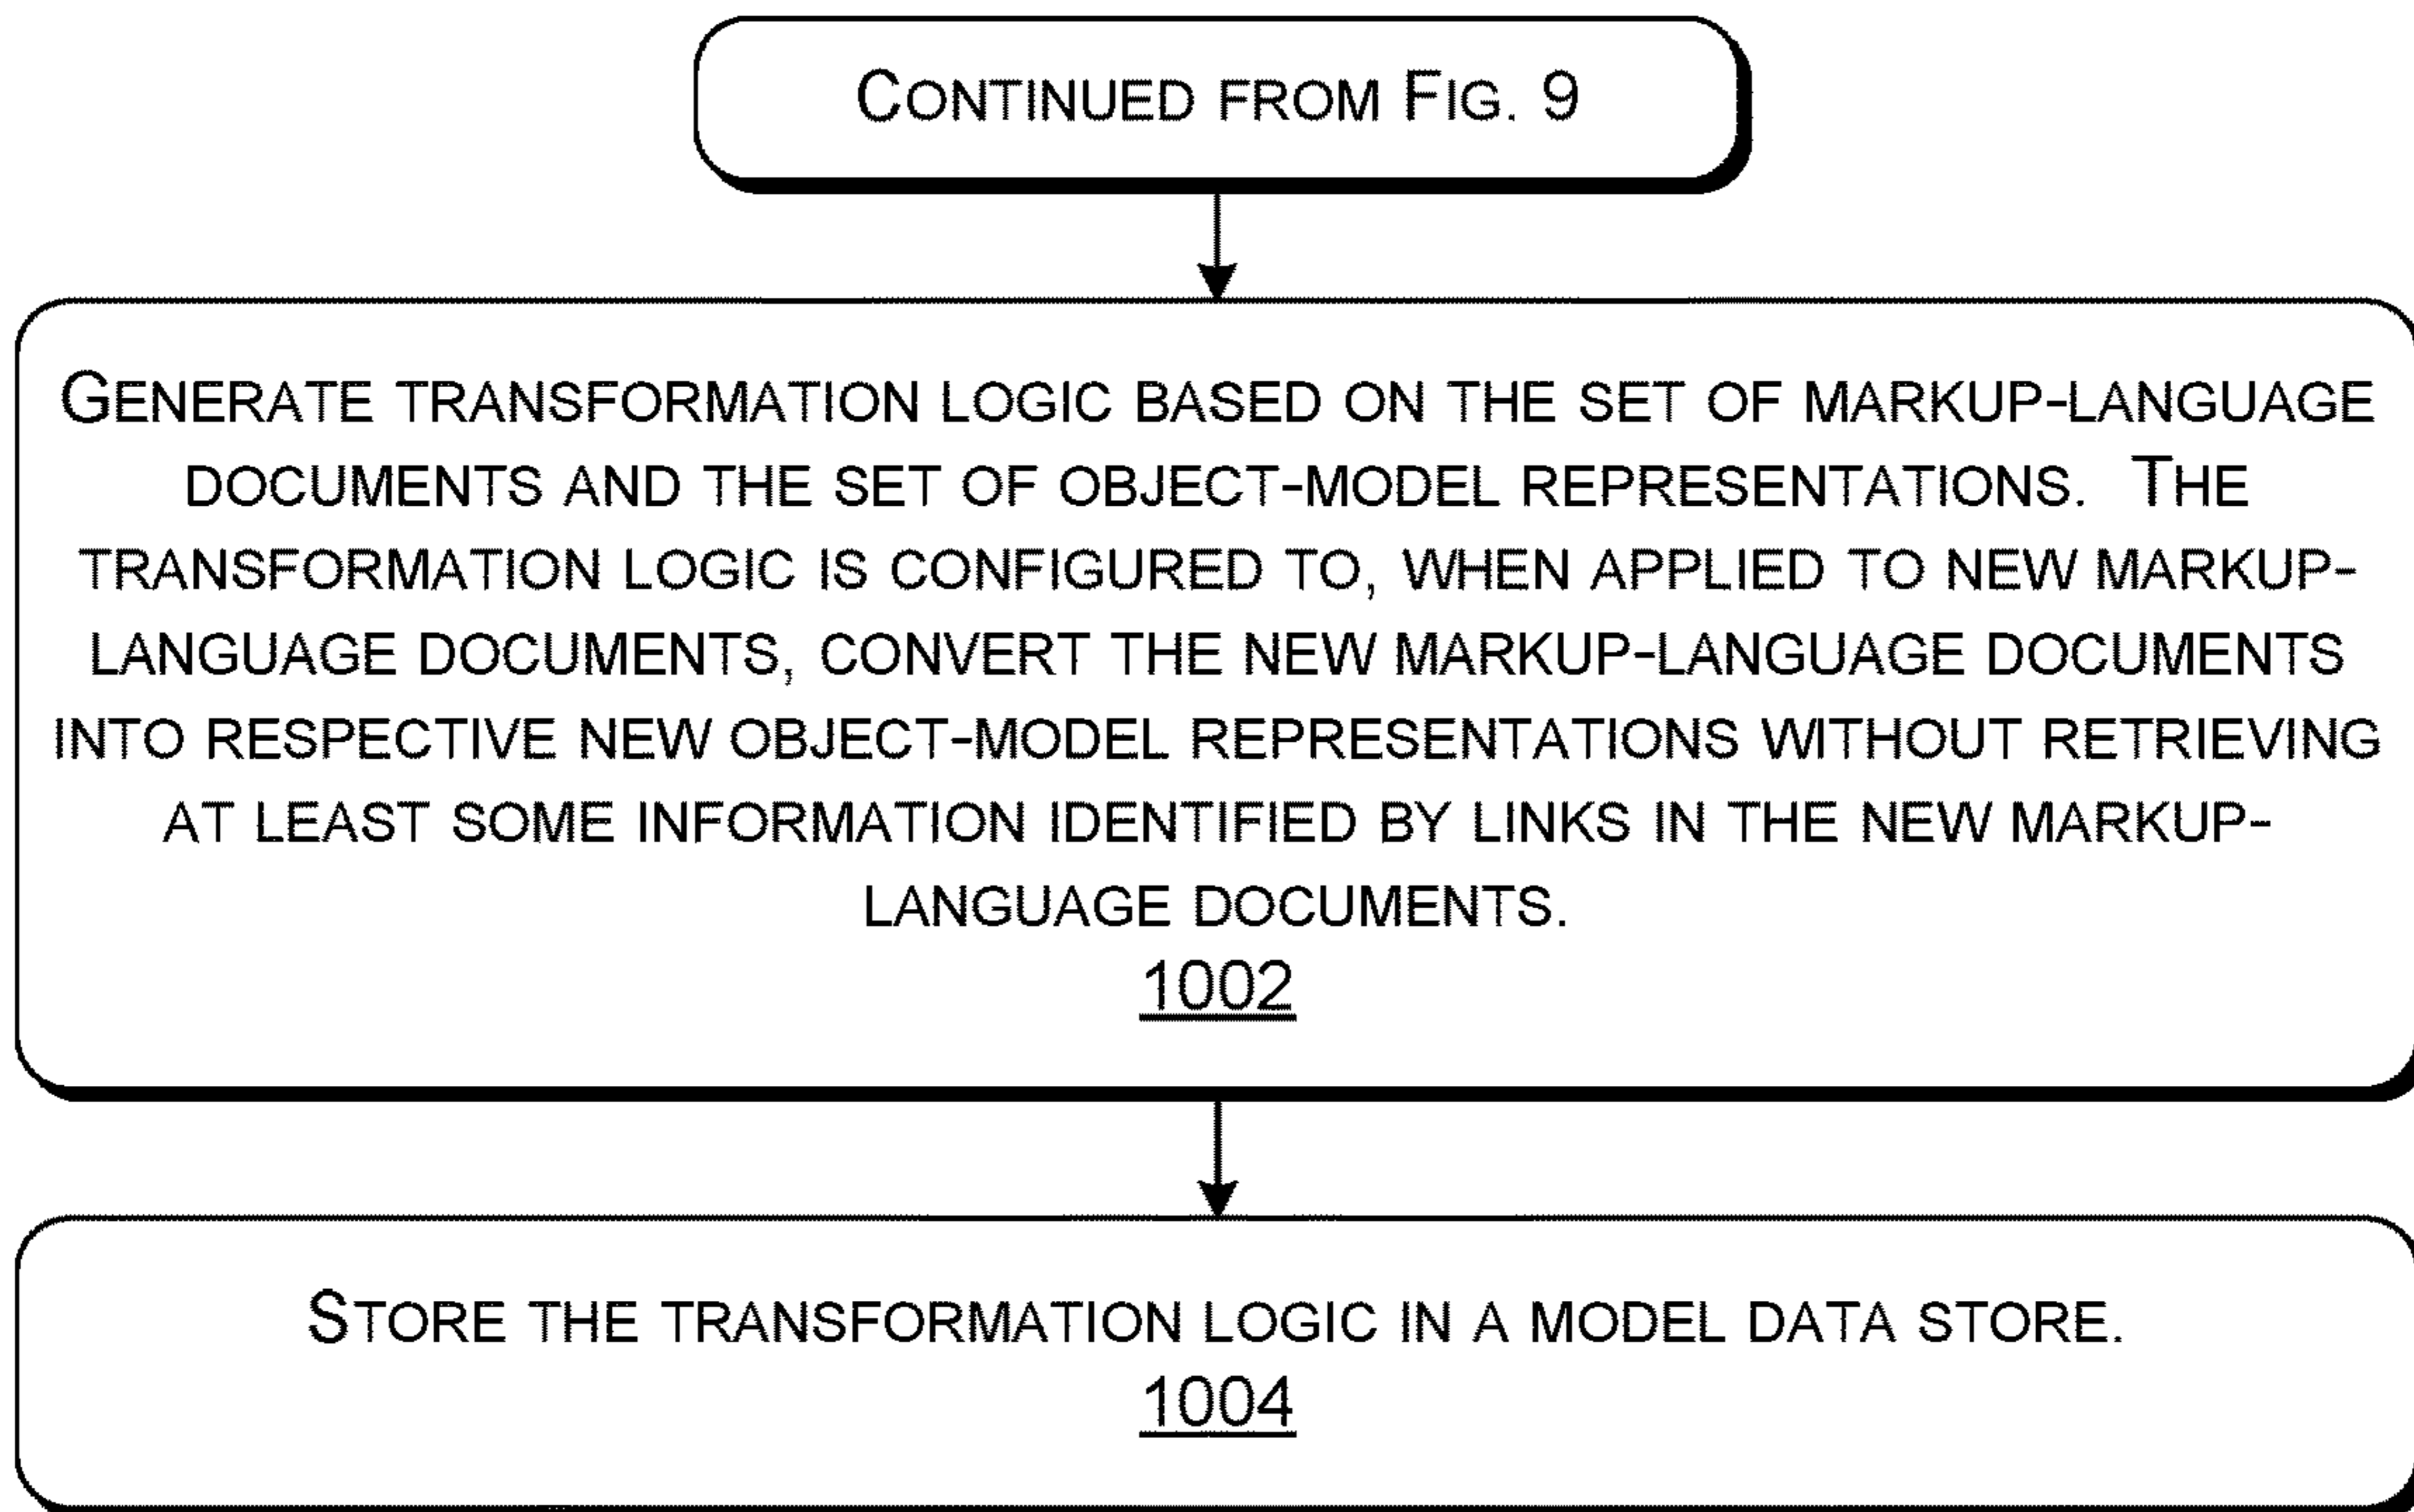 CONTINUED FROM FIG. 9
GENERATE TRANSFORMATION LOGIC BASED ON THE SET OF MARKUP-LANGUAGE
DOCUMENTS AND THE SET OF OBJECT-MODEL REPRESENTATIONS. THE
TRANSFORMATION LOGIC IS CONFIGURED TO, WHEN APPLIED TO NEW MARKUP-
LANGUAGE DOCUMENTS, CONVERT THE NEW MARKUP-LANGUAGE DOCUMENTS
INTO RESPECTIVE NEW OBJECT-MODEL REPRESENTATIONS WITHOUT RETRIEVING
AT LEAST SOME INFORMATION IDENTIFIED BY LINKS IN THE NEW MARKUP-
LANGUAGE DOCUMENTS.
1002
STORE THE TRANSFORMATION LOGIC IN A MODEL DATA STORE.
1004